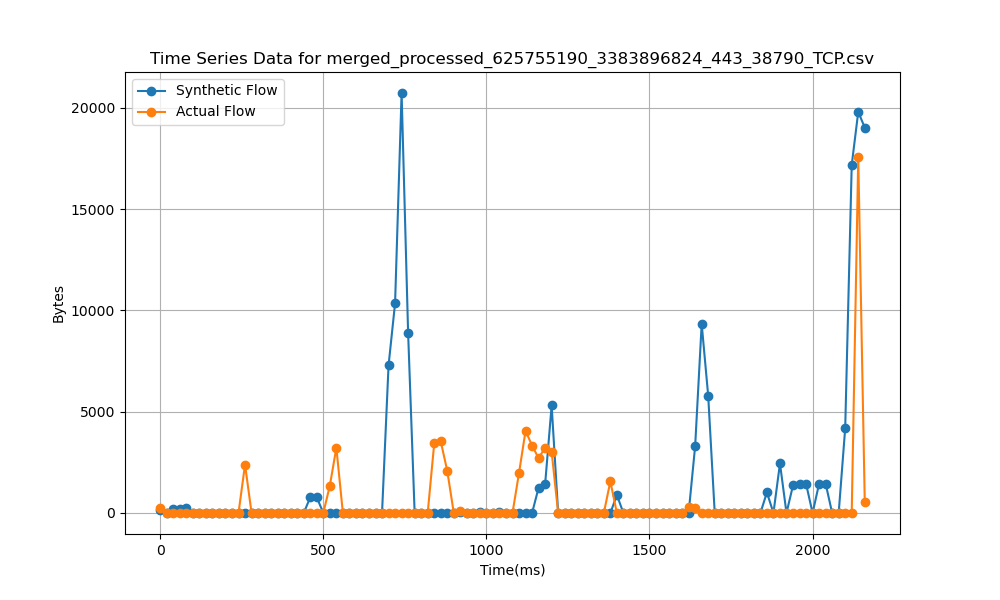 Time Series Data for merged_processed_625755190_3383896824_443_38790_TCP.csv
Synthetic Flow
Actual Flow
20000
15000
10000
5000
0
Bytes
0
500
1000
1500
2000
Time(ms)